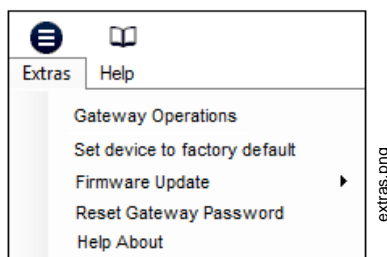 Extras Help
Gateway Operations
Set device to factory default
Firmware Update
Reset Gateway Password
Help About
extras.png